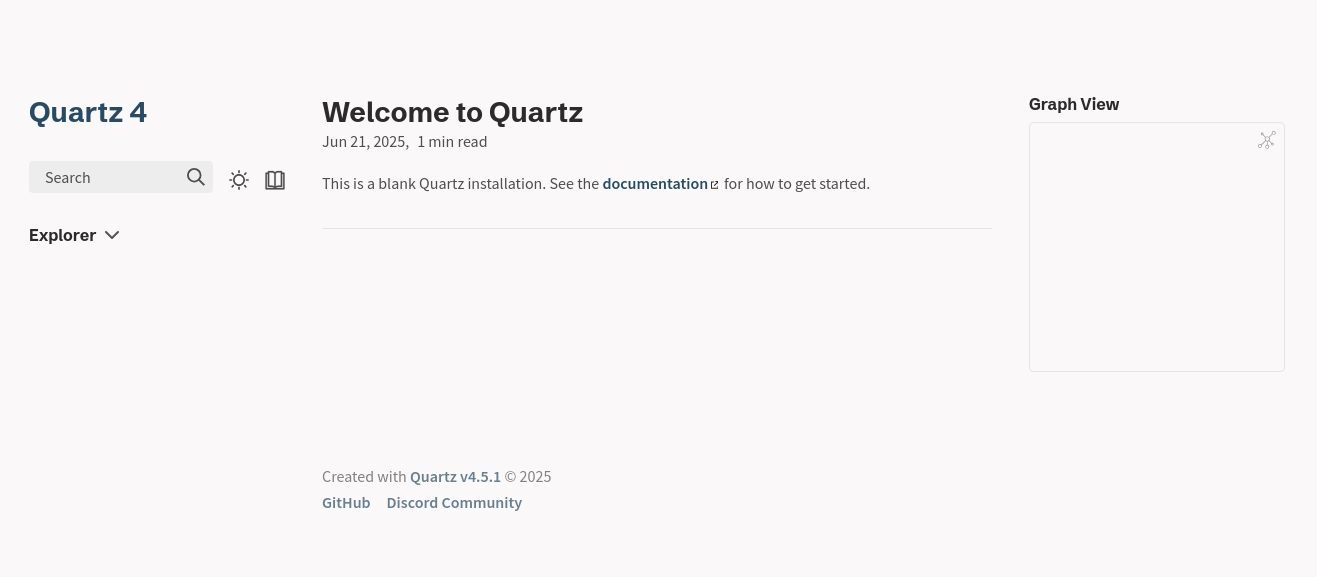 Quartz 4
Search
Explorer
Welcome to Quartz
Jun 21, 2025, 1 min read
This is a blank Quartz installation. See the documentation for how to get started.
Created with Quartz v4.5.1 © 2025
GitHub Discord Community
Graph View